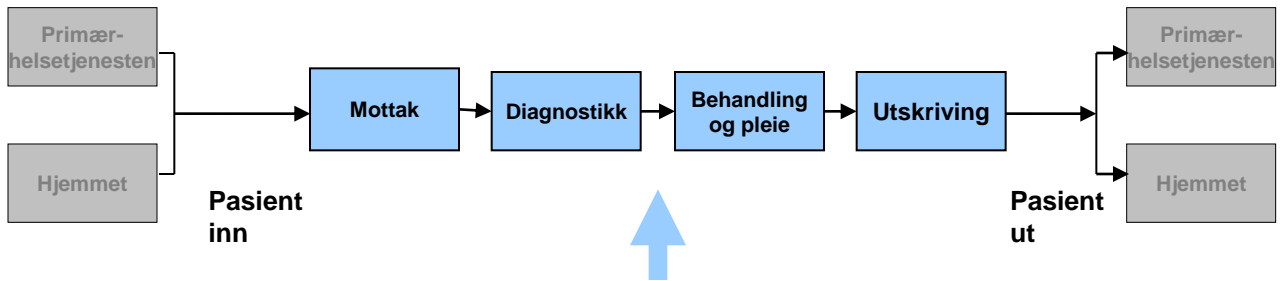 Primær-
helsetjenesten
Hjemmet
Pasient
inn
Mottak
Diagnostikk
Behandling
og pleie
Utskriving
Pasient
ut
Primær-
helsetjenesten
Hjemmet